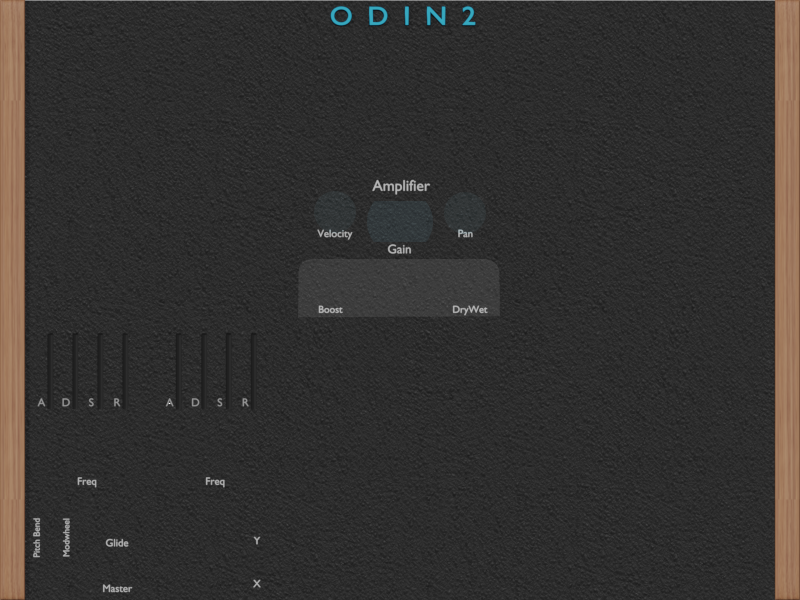 ODIN 2
Amplifier
Velocity
Pan
Gain
Boost
DryWet
A D S R
A D S R
Freq
Freq
Pitch Bend
Modwheel
Glide
Y
Master
X